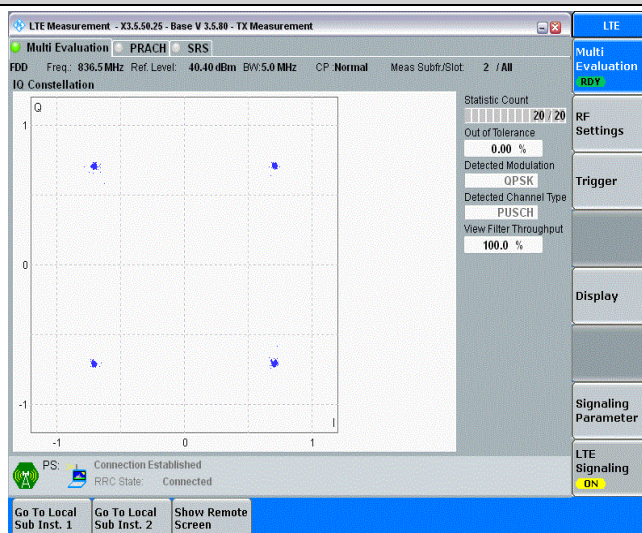 LTE Measurement - X3.5.50.25 - Base V 3.5.80 - TX Measurement
LTE
Multi Evaluation PRACH SRS
FDD Freq.: 836.5 MHz Ref. Level: 40.40 dBm BW: 5.0 MHz CP : Normal Meas Subfr./Slot: 2 / All
IQ Constellation
Q
1
0
-1
-1 0 1
I
Statistic Count
20 / 20
Out of Tolerance
0.00 %
Detected Modulation
QPSK
Detected Channel Type
PUSCH
View Filter Throughput
100.0 %
Multi
Evaluation
RDY
RF
Settings
Trigger
Display
Signaling
Parameter
LTE
Signaling
ON
PS: Connection Established
RRC State: Connected
Go To Local
Sub Inst. 1
Go To Local
Sub Inst. 2
Show Remote
Screen